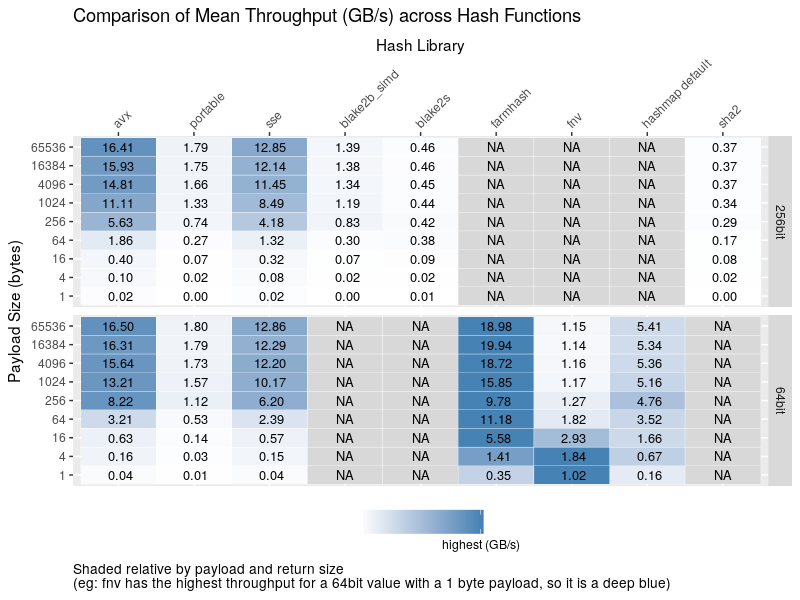 Comparison of Mean Throughput (GB/s) across Hash Functions
Hash Library
avx portable sse blake2b_simd blake2s farmhash fnv hashmap default sha2
Payload Size (bytes)
65536 16.41 1.79 12.85 1.39 0.46 NA NA NA 0.37
16384 15.93 1.75 12.14 1.38 0.46 NA NA NA 0.37
4096 14.81 1.66 11.45 1.34 0.45 NA NA NA 0.37
1024 11.11 1.33 8.49 1.19 0.44 NA NA NA 0.34
256 5.63 0.74 4.18 0.83 0.42 NA NA NA 0.29
64 1.86 0.27 1.32 0.30 0.38 NA NA NA 0.17
16 0.40 0.07 0.32 0.07 0.09 NA NA NA 0.08
4 0.10 0.02 0.08 0.02 0.02 NA NA NA 0.02
1 0.02 0.00 0.02 0.00 0.01 NA NA NA 0.00
256bit
65536 16.50 1.80 12.86 NA NA 18.98 1.15 5.41 NA
16384 16.31 1.79 12.29 NA NA 19.94 1.14 5.34 NA
4096 15.64 1.73 12.20 NA NA 18.72 1.16 5.36 NA
1024 13.21 1.57 10.17 NA NA 15.85 1.17 5.16 NA
256 8.22 1.12 6.20 NA NA 9.78 1.27 4.76 NA
64 3.21 0.53 2.39 NA NA 11.18 1.82 3.52 NA
16 0.63 0.14 0.57 NA NA 5.58 2.93 1.66 NA
4 0.16 0.03 0.15 NA NA 1.41 1.84 0.67 NA
1 0.04 0.01 0.04 NA NA 0.35 1.02 0.16 NA
64bit
highest (GB/s)
Shaded relative by payload and return size
(eg: fnv has the highest throughput for a 64bit value with a 1 byte payload, so it is a deep blue)